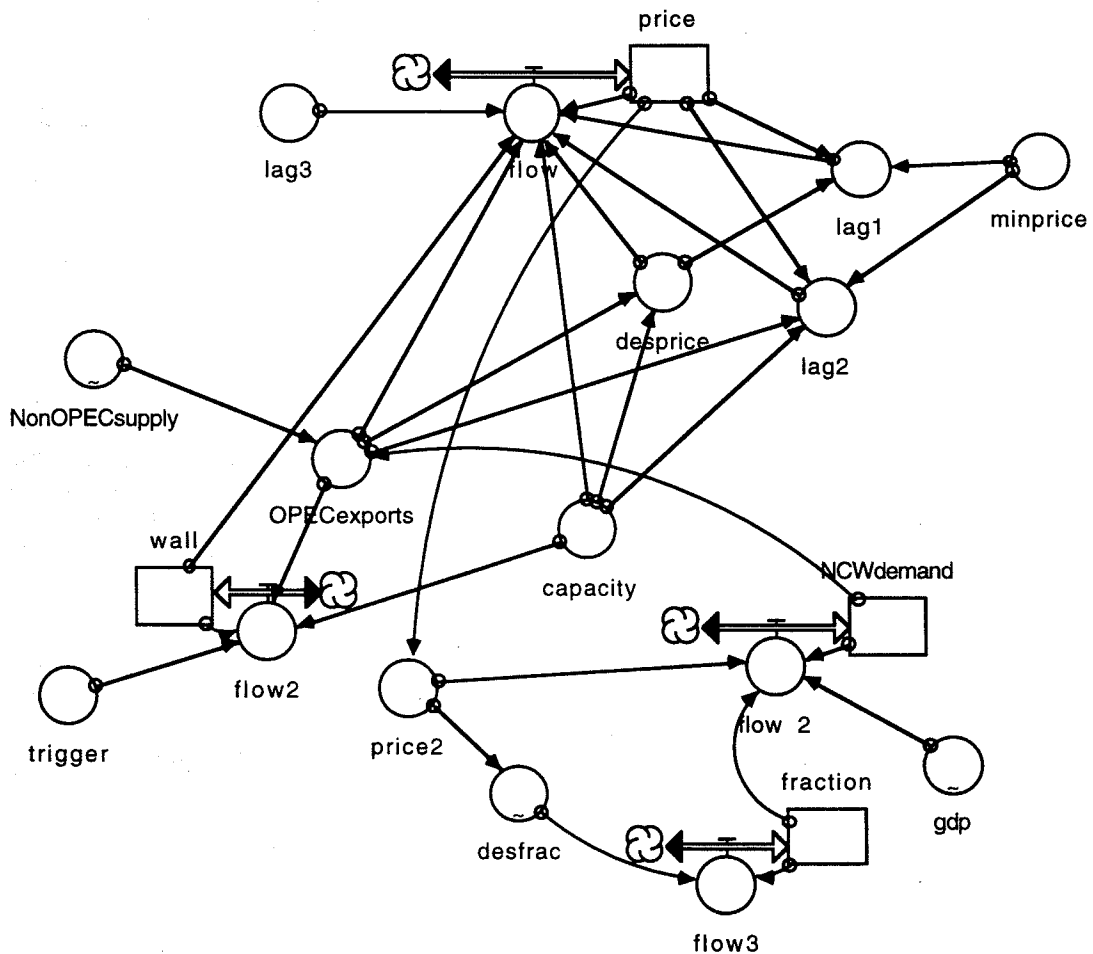 price
lag3
flow
lag1
minprice
desprice
lag2
NonOPECsupply
OPECexports
wall
capacity
NCWdemand
flow2
trigger
price2
flow 2
fraction
gdp
desfrac
flow3